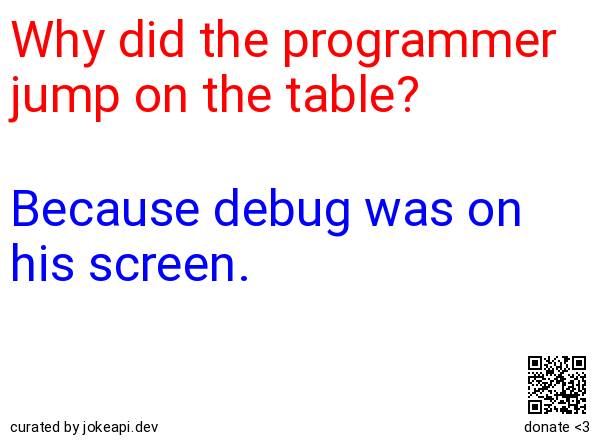 Why did the programmer
jump on the table?
Because debug was on
his screen.
curated by jokeapi.dev
donate <3